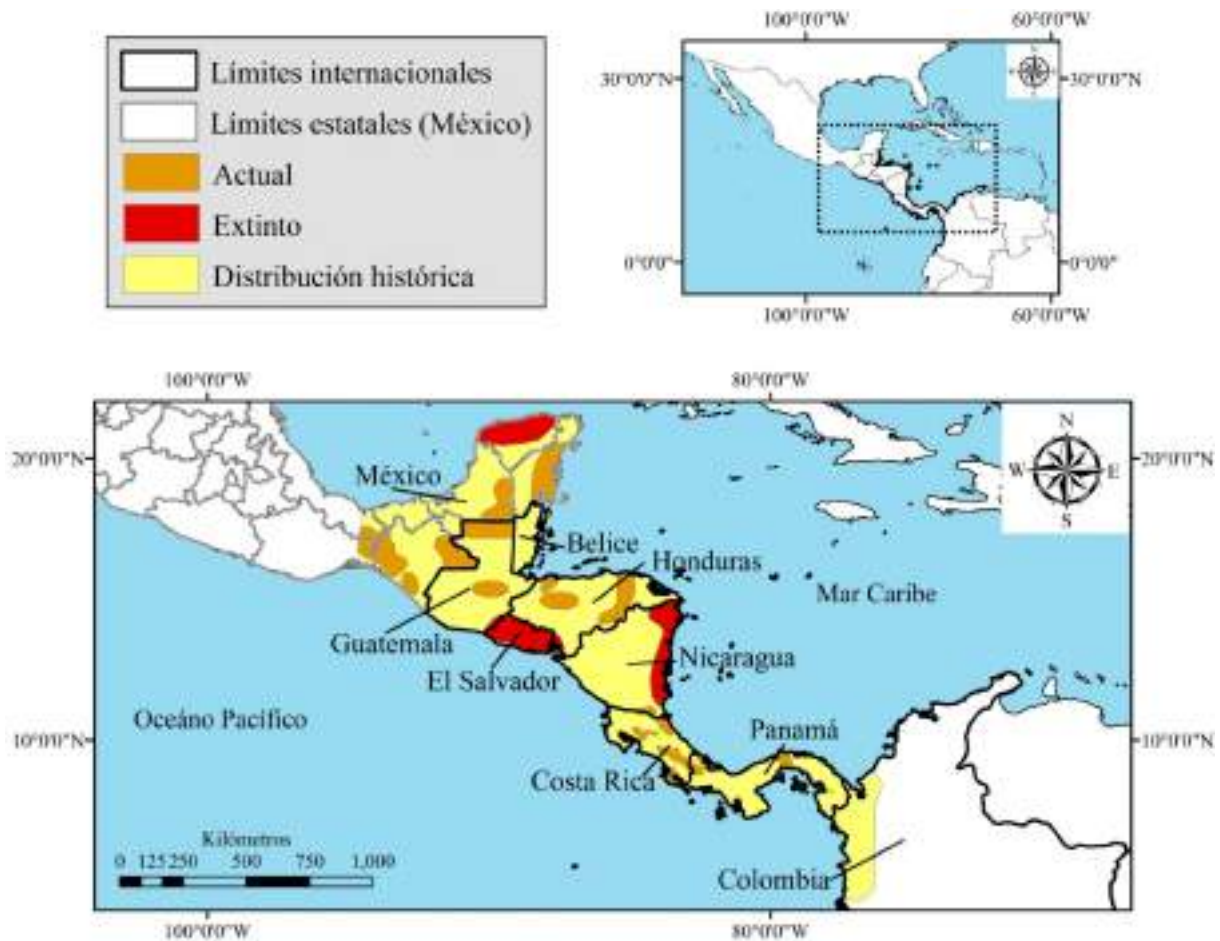 Límites internacionales
Límites estatales (México)
Actual
Extinto
Distribución histórica
100°0'0"W
60°0'0"W
30°0'0"N
30°0'0"N
0°0'0"
0°0'0"
100°0'0"W
60°0'0"W
100°0'0"W
80°0'0"W
N
W
E
S
20°0'0"N
20°0'0"N
México
Belice
Honduras
Mar Caribe
Guatemala
El Salvador
Nicaragua
Oceáno Pacífico
Panamá
10°0'0"N
10°0'0"N
Costa Rica
Kilómetros
0 125 250 500 750 1,000
Colombia
100°0'0"W
80°0'0"W